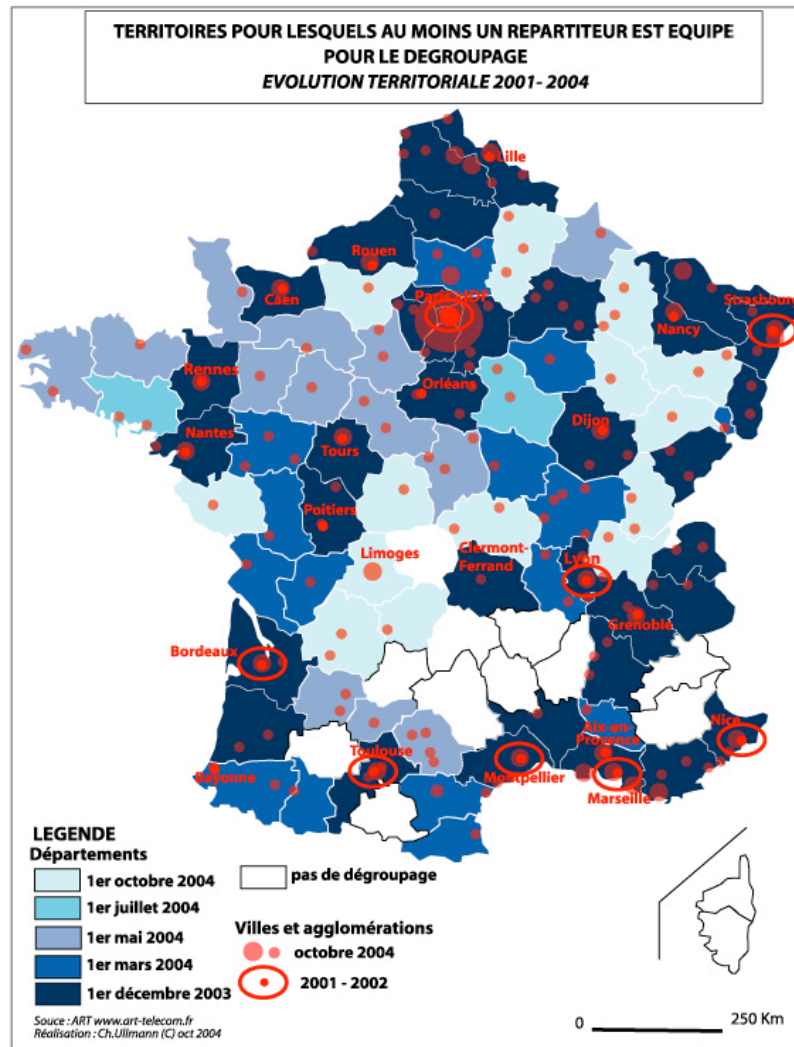 TERRITOIRES POUR LESQUELS AU MOINS UN REPARTITEUR EST EQUIPE
POUR LE DEGROUPAGE
EVOLUTION TERRITORIALE 2001- 2004
Lille
Rouen
Caen
Paris-IDF
Strasbourg
Nancy
Rennes
Orléans
Nantes
Tours
Dijon
Poitiers
Limoges
Clermont-
Ferrand
Lyon
Grenoble
Bordeaux
Aix-en-
Provence
Nice
Toulouse
Bayonne
Montpellier
Marseille
LEGENDE
Départements
1er octobre 2004
1er juillet 2004
1er mai 2004
1er mars 2004
1er décembre 2003
pas de dégroupage
Villes et agglomérations
octobre 2004
2001 - 2002
Souce : ART www.art-telecom.fr
Réalisation : Ch.Ullmann (C) oct 2004
0 250 Km